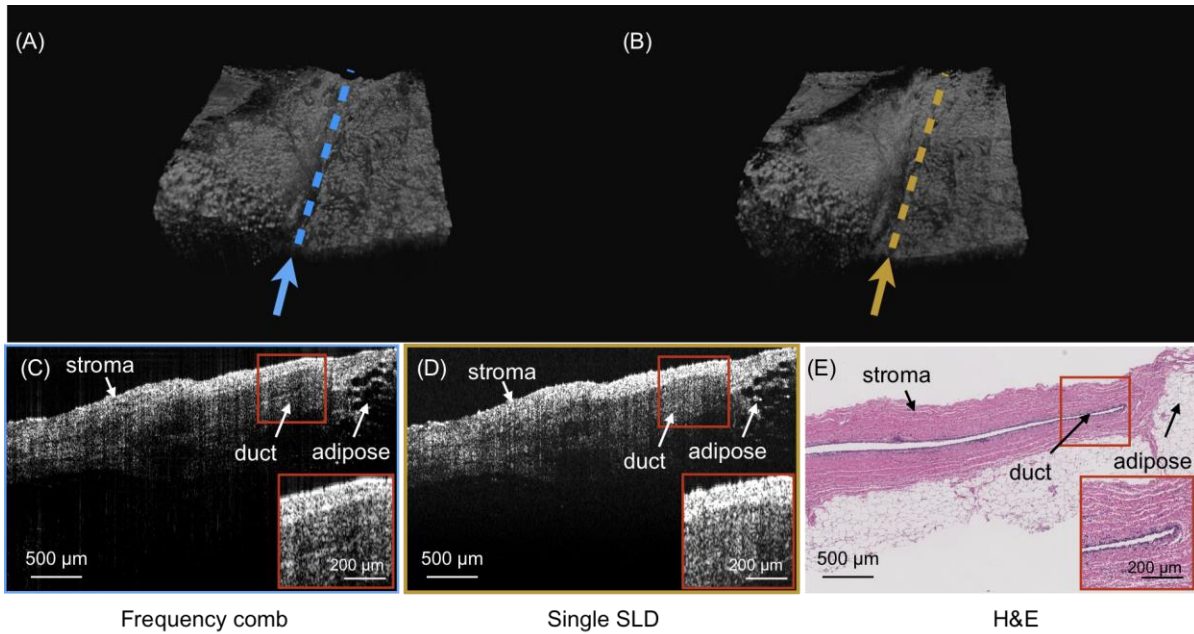 (A)
(B)
(C)
stroma
duct
adipose
500 µm
200 µm
(D)
stroma
duct
adipose
500 µm
200 µm
(E)
stroma
duct
adipose
500 µm
200 µm
Frequency comb
Single SLD
H&E